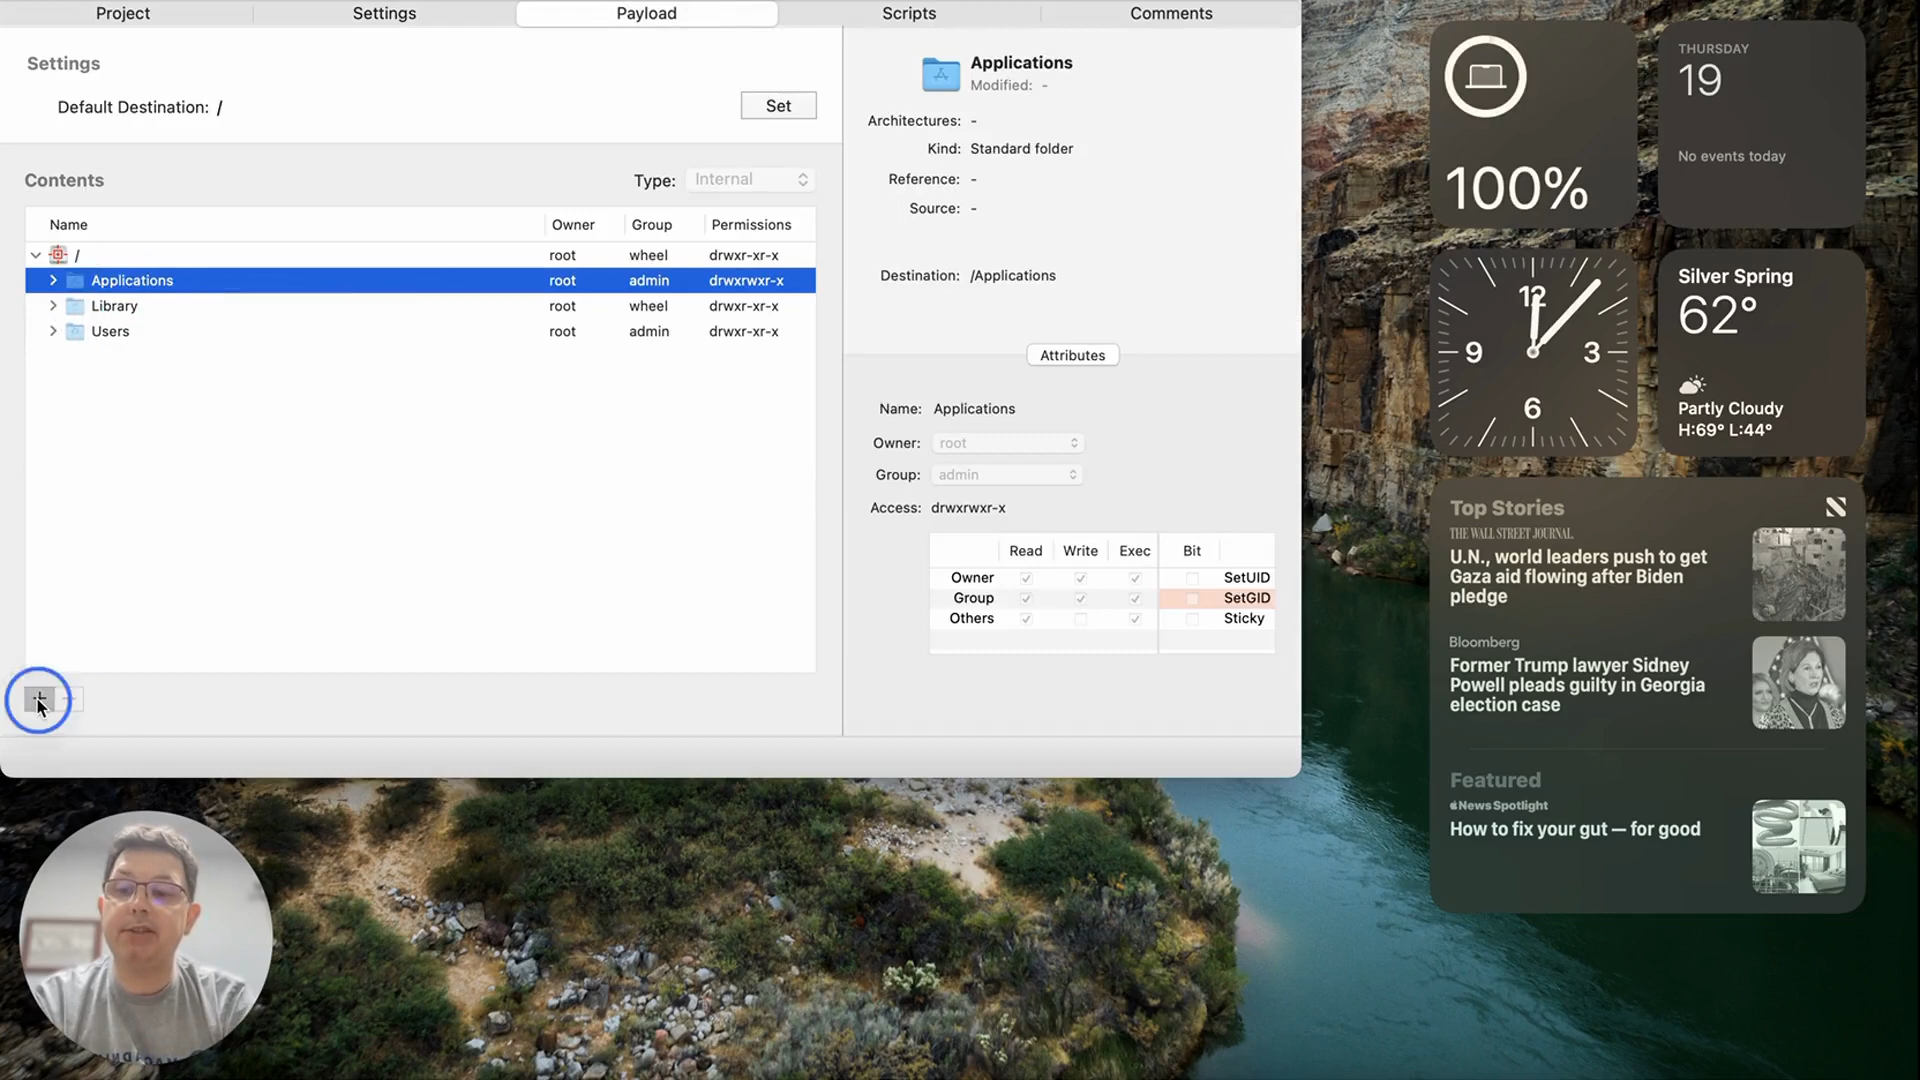 Project Settings Payload Scripts Comments
Settings
Default Destination: /
Set
Contents
Type: Internal
Name Owner Group Permissions
/ root wheel drwxr-xr-x
Applications root admin drwxrwxr-x
Library root wheel drwxr-xr-x
Users root admin drwxr-xr-x
Applications
Modified: -
Architectures: -
Kind: Standard folder
Reference: -
Source: -
Destination: /Applications
Attributes
Name: Applications
Owner: root
Group: admin
Access: drwxrwxr-x
Read Write Exec Bit
Owner SetUID
Group SetGID
Others Sticky
100%
THURSDAY
19
No events today
12
9 3
6
Silver Spring
62°
Partly Cloudy
H:69° L:44°
Top Stories
THE WALL STREET JOURNAL.
U.N., world leaders push to get
Gaza aid flowing after Biden
pledge
Bloomberg
Former Trump lawyer Sidney
Powell pleads guilty in Georgia
election case
Featured
News Spotlight
How to fix your gut — for good